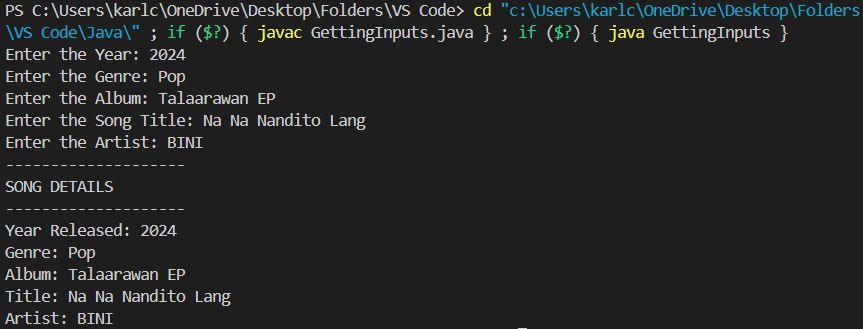 PS C:\Users\karlc\OneDrive\Desktop\Folders\VS Code> cd "c:\Users\karlc\OneDrive\Desktop\Folders
\VS Code\Java\" ; if ($?) { javac GettingInputs.java } ; if ($?) { java GettingInputs }
Enter the Year: 2024
Enter the Genre: Pop
Enter the Album: Talaarawan EP
Enter the Song Title: Na Na Nandito Lang
Enter the Artist: BINI
--------------------
SONG DETAILS
--------------------
Year Released: 2024
Genre: Pop
Album: Talaarawan EP
Title: Na Na Nandito Lang
Artist: BINI